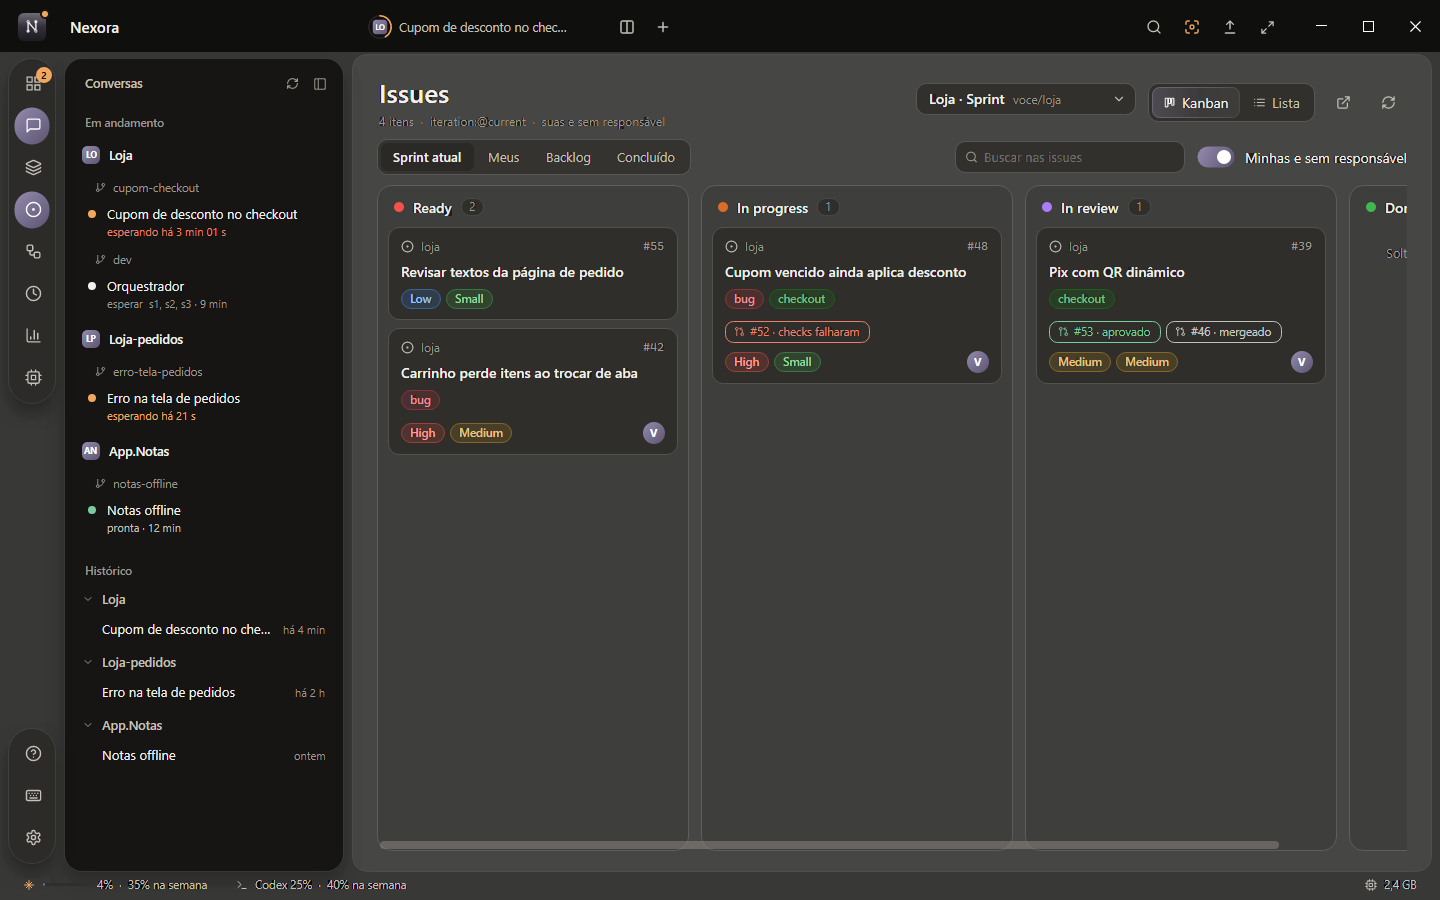 N
Nexora
LO Cupom de desconto no chec...
2
Conversas
Em andamento
LO Loja
cupom-checkout
Cupom de desconto no checkout
esperando há 3 min 01 s
dev
Orquestrador
esperar s1, s2, s3 · 9 min
LP Loja-pedidos
erro-tela-pedidos
Erro na tela de pedidos
esperando há 21 s
AN App.Notas
notas-offline
Notas offline
pronta · 12 min
Histórico
Loja
Cupom de desconto no che... há 4 min
Loja-pedidos
Erro na tela de pedidos há 2 h
App.Notas
Notas offline ontem
Issues
4 itens · iteration:@current · suas e sem responsável
Loja · Sprint voce/loja
Kanban Lista
Sprint atual Meus Backlog Concluído
Buscar nas issues
Minhas e sem responsável
Ready 2
loja #55
Revisar textos da página de pedido
Low Small
loja #42
Carrinho perde itens ao trocar de aba
bug
High Medium V
In progress 1
loja #48
Cupom vencido ainda aplica desconto
bug checkout
#52 · checks falharam
High Small V
In review 1
loja #39
Pix com QR dinâmico
checkout
#53 · aprovado #46 · mergeado
Medium Medium V
Dor
Solt
4% · 35% na semana
Codex 25% · 40% na semana
2,4 GB